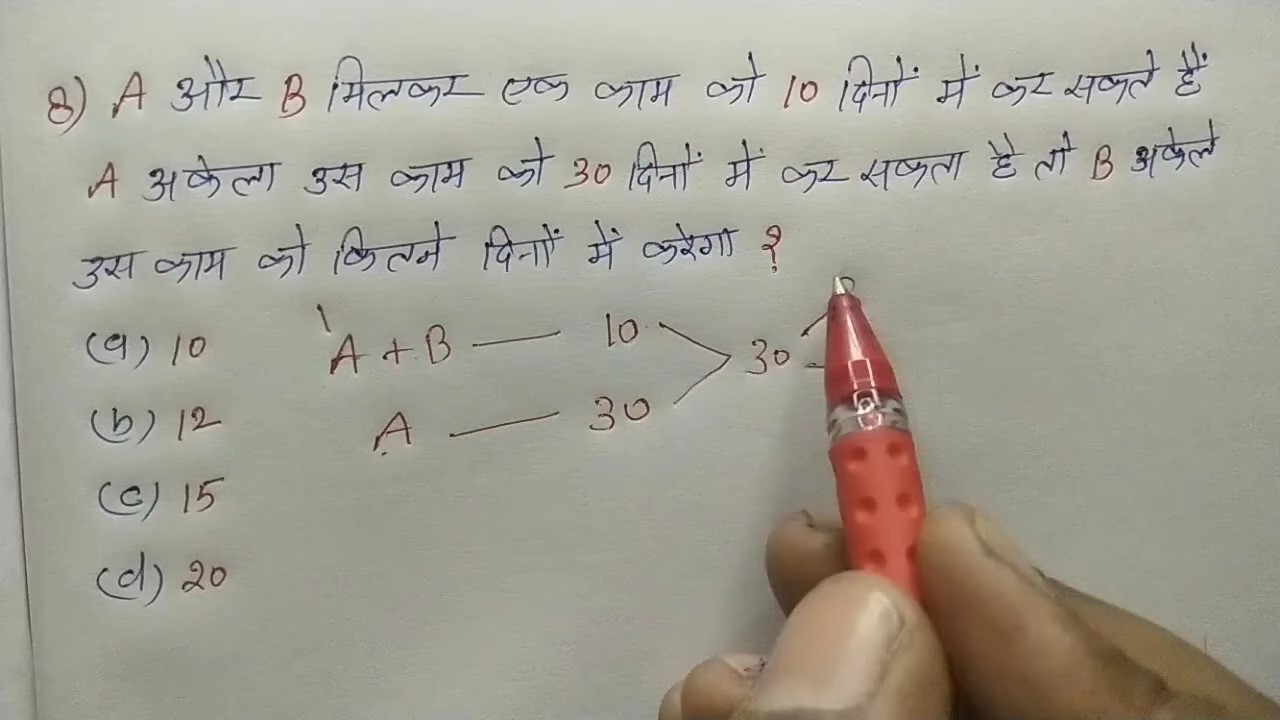 8) A और B मिलकर एक काम को 10 दिनों में कर सकते हैं
A अकेला उस काम को 30 दिनों में कर सकता है तो B अकेले
उस काम को कितने दिनों में करेगा ?
(a) 10
(b) 12
(c) 15
(d) 20
A + B — 10
A — 30
30